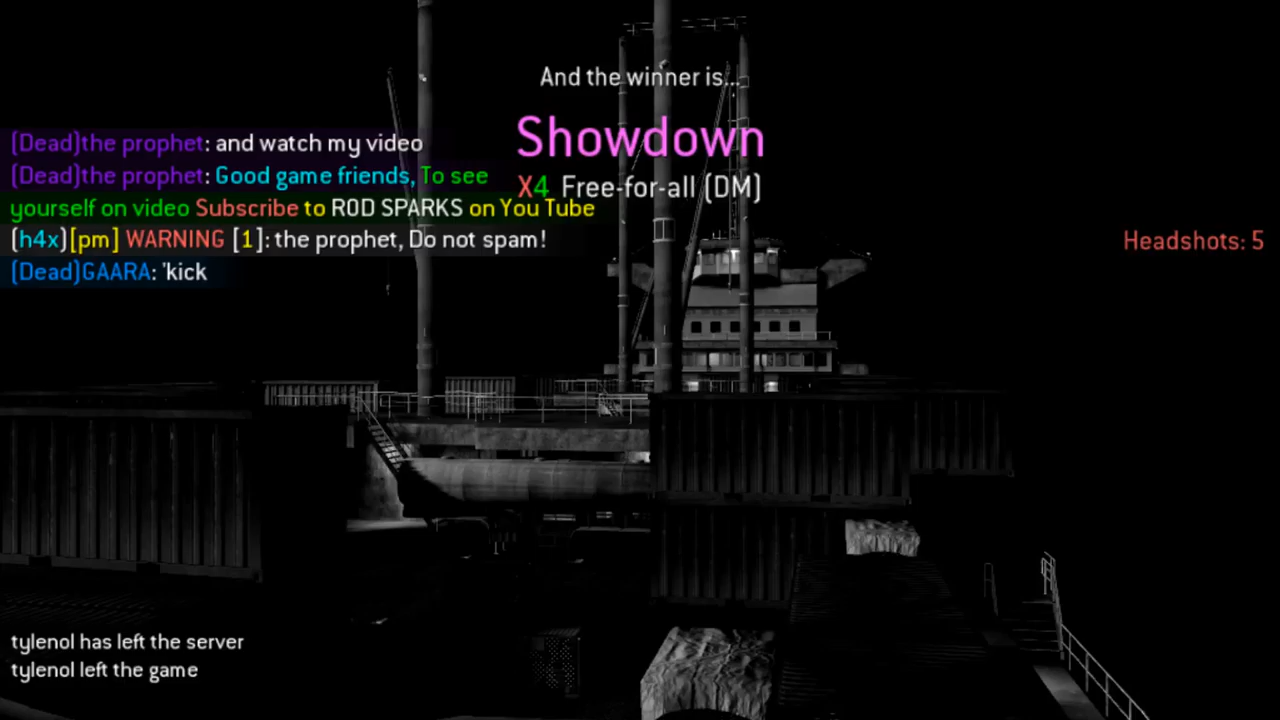 And the winner is...
Showdown
X4 Free-for-all (DM)
(Dead)the prophet: and watch my video
(Dead)the prophet: Good game friends, To see
yourself on video Subscribe to ROD SPARKS on You Tube
(h4x)[pm] WARNING [1]: the prophet, Do not spam!
(Dead)GAARA: 'kick
Headshots: 5
tylenol has left the server
tylenol left the game